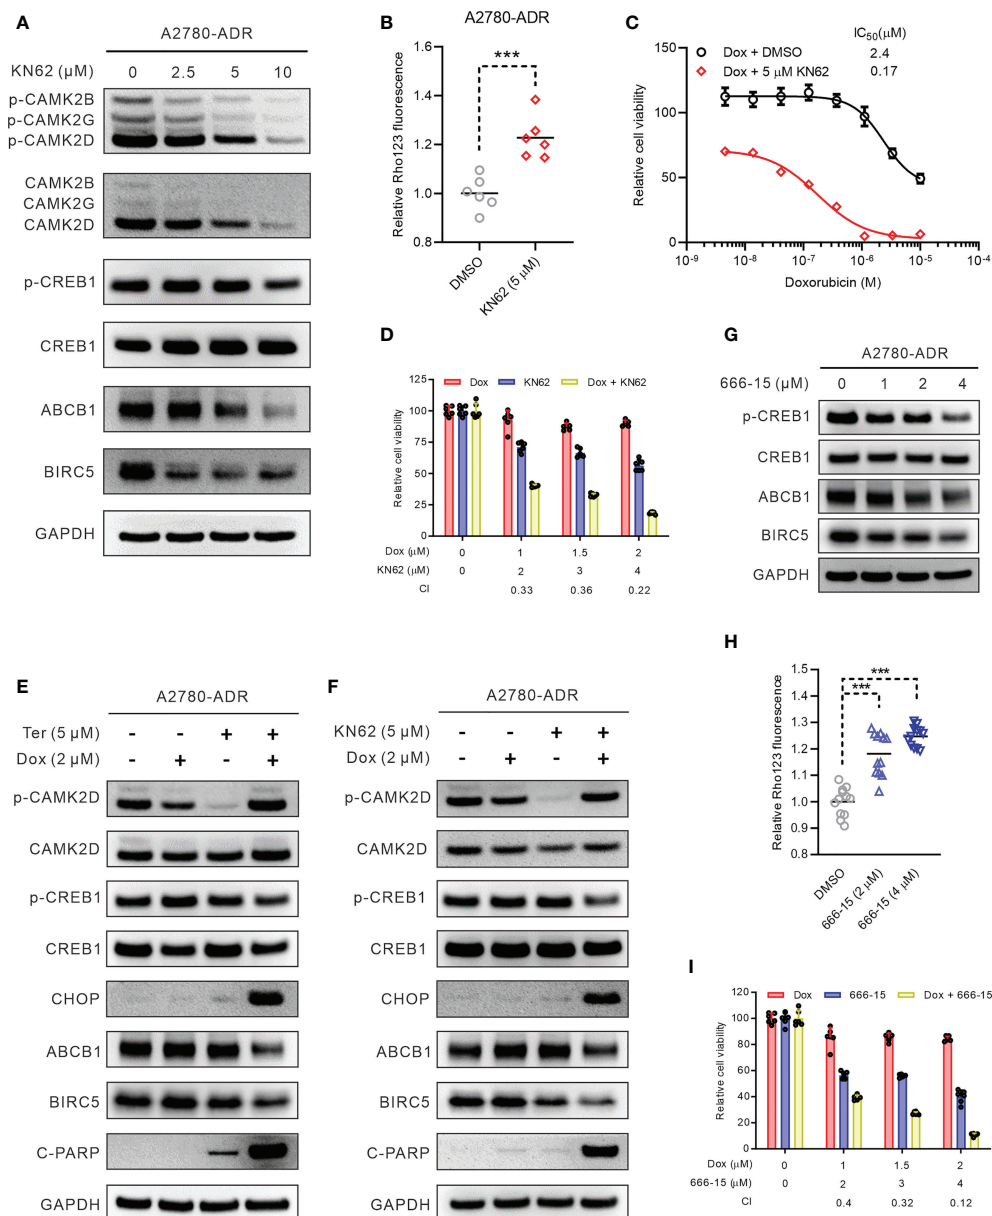 A
A2780-ADR
KN62 (µM) 0 2.5 5 10
p-CAMK2B
p-CAMK2G
p-CAMK2D
CAMK2B
CAMK2G
CAMK2D
p-CREB1
CREB1
ABCB1
BIRC5
GAPDH
B
A2780-ADR
Relative Rho123 fluorescence
1.6
1.4
1.2
1.0
0.8
***
DMSO
KN62 (5 µM)
C
IC50(µM)
Dox + DMSO 2.4
Dox + 5 µM KN62 0.17
Relative cell viability
150
100
50
0
10-9 10-8 10-7 10-6 10-5 10-4
Doxorubicin (M)
D
Dox KN62 Dox + KN62
Relative cell viability
125
100
75
50
25
0
Dox (µM) 0 1 1.5 2
KN62 (µM) 0 2 3 4
CI 0.33 0.36 0.22
G
A2780-ADR
666-15 (µM) 0 1 2 4
p-CREB1
CREB1
ABCB1
BIRC5
GAPDH
E
A2780-ADR
Ter (5 µM) - - + +
Dox (2 µM) - + - +
p-CAMK2D
CAMK2D
p-CREB1
CREB1
CHOP
ABCB1
BIRC5
C-PARP
GAPDH
F
A2780-ADR
KN62 (5 µM) - - + +
Dox (2 µM) - + - +
p-CAMK2D
CAMK2D
p-CREB1
CREB1
CHOP
ABCB1
BIRC5
C-PARP
GAPDH
H
Relative Rho123 fluorescence
1.5
1.4
1.3
1.2
1.1
1.0
0.9
0.8
***
***
DMSO
666-15 (2 µM)
666-15 (4 µM)
I
Dox 666-15 Dox + 666-15
Relative cell viability
120
100
80
60
40
20
0
Dox (µM) 0 1 1.5 2
666-15 (µM) 0 2 3 4
CI 0.4 0.32 0.12